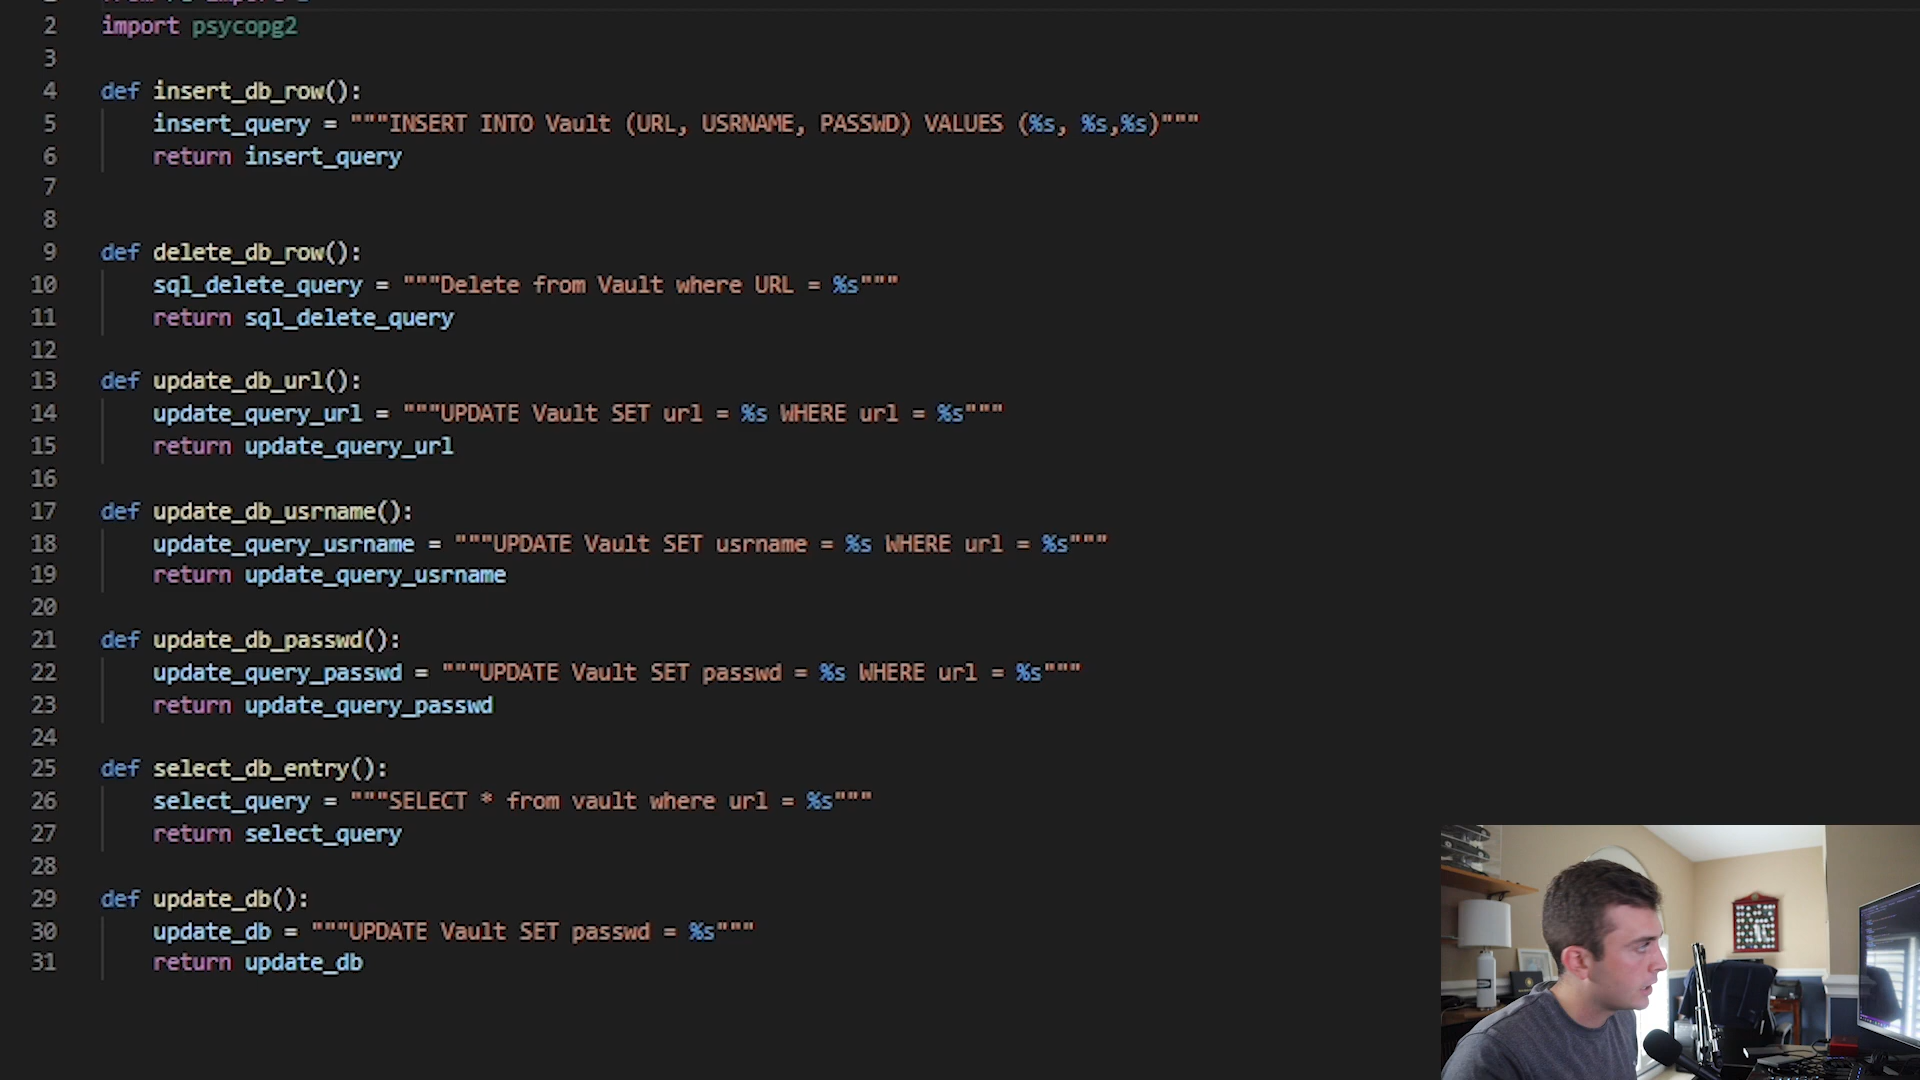 2 import psycopg2
3
4 def insert_db_row():
5 insert_query = """INSERT INTO Vault (URL, USRNAME, PASSWD) VALUES (%s, %s,%s)"""
6 return insert_query
7
8
9 def delete_db_row():
10 sql_delete_query = """Delete from Vault where URL = %s"""
11 return sql_delete_query
12
13 def update_db_url():
14 update_query_url = """UPDATE Vault SET url = %s WHERE url = %s"""
15 return update_query_url
16
17 def update_db_usrname():
18 update_query_usrname = """UPDATE Vault SET usrname = %s WHERE url = %s"""
19 return update_query_usrname
20
21 def update_db_passwd():
22 update_query_passwd = """UPDATE Vault SET passwd = %s WHERE url = %s"""
23 return update_query_passwd
24
25 def select_db_entry():
26 select_query = """SELECT * from vault where url = %s"""
27 return select_query
28
29 def update_db():
30 update_db = """UPDATE Vault SET passwd = %s"""
31 return update_db